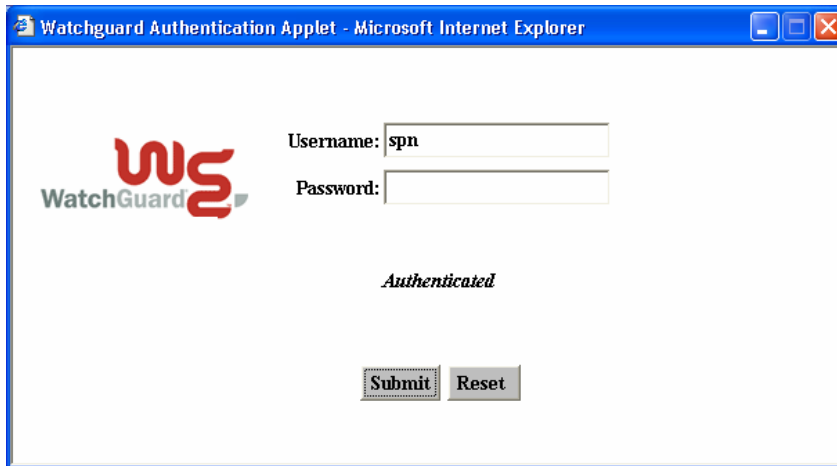 Watchguard Authentication Applet - Microsoft Internet Explorer
Username: spn
WatchGuard
Password:
Authenticated
Submit Reset